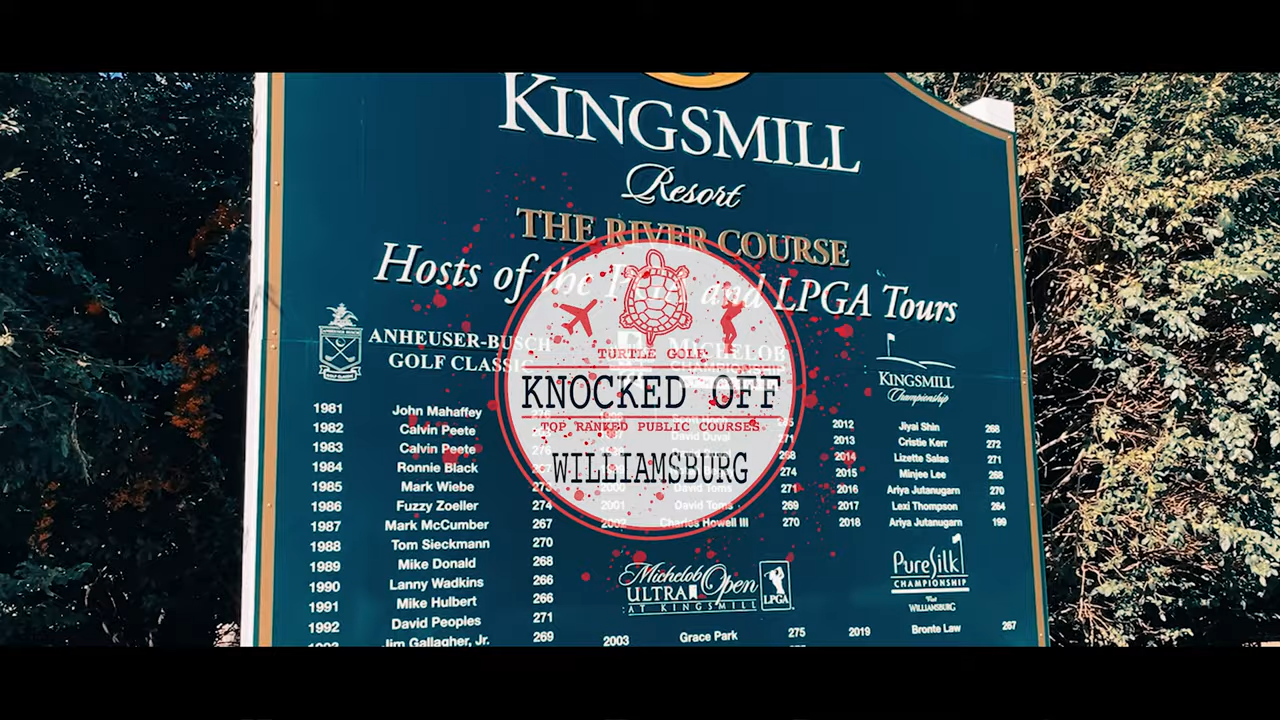 KINGSMILL
Resort
THE RIVER COURSE
Hosts of the and LPGA Tours
ANHEUSER-BUSCH
GOLF CLASSIC
MICHELOB
KINGSMILL
Championship
TURTLE GOLF
KNOCKED OFF
TOP RANKED PUBLIC COURSES
WILLIAMSBURG
1981 John Mahaffey
1982 Calvin Peete
1983 Calvin Peete 276
1984 Ronnie Black 267
1985 Mark Wiebe 273
1986 Fuzzy Zoeller 274
1987 Mark McCumber 267
1988 Tom Sieckmann 270
1989 Mike Donald 268
1990 Lanny Wadkins 266
1991 Mike Hulbert 266
1992 David Peoples 271
Jim Gallagher, Jr. 269
David Duval 271
268
274
2000 David Toms 271
2001 David Toms 269
2002 Charles Howell III 270
2012 Jiyai Shin 268
2013 Cristie Kerr 272
2014 Lizette Salas 271
2015 Minjee Lee 268
2016 Ariya Jutanugarn 270
2017 Lexi Thompson 264
2018 Ariya Jutanugarn 199
Michelob
ULTRA Open
AT KINGSMILL
LPGA
2003 Grace Park 275
PureSilk
CHAMPIONSHIP
Visit
WILLIAMSBURG
2019 Bronte Law 267